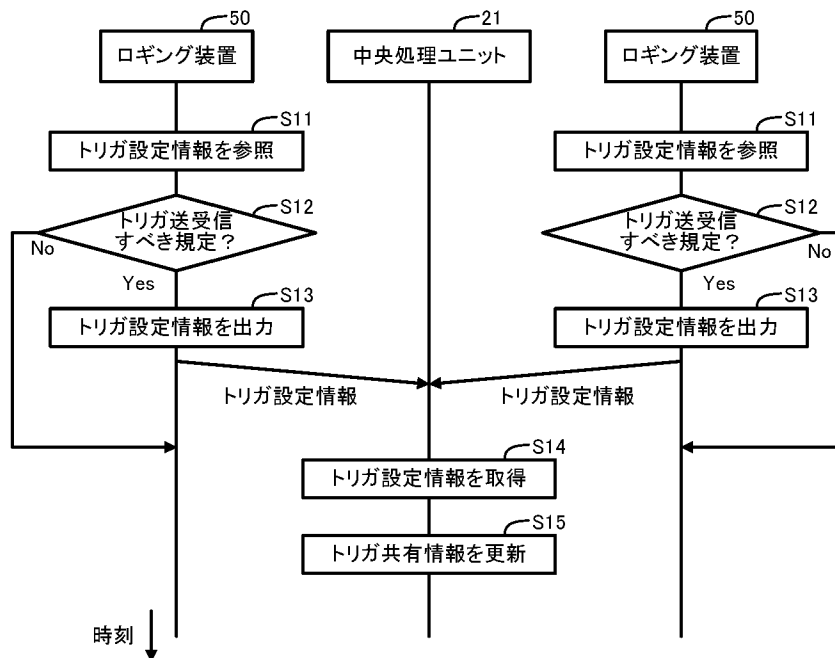 50
21
50
ロギング装置
中央処理ユニット
ロギング装置
S11
S11
トリガ設定情報を参照
トリガ設定情報を参照
S12
S12
トリガ送受信
すべき規定？
トリガ送受信
すべき規定？
No
No
Yes
Yes
S13
S13
トリガ設定情報を出力
トリガ設定情報を出力
トリガ設定情報
トリガ設定情報
S14
トリガ設定情報を取得
S15
トリガ共有情報を更新
時刻